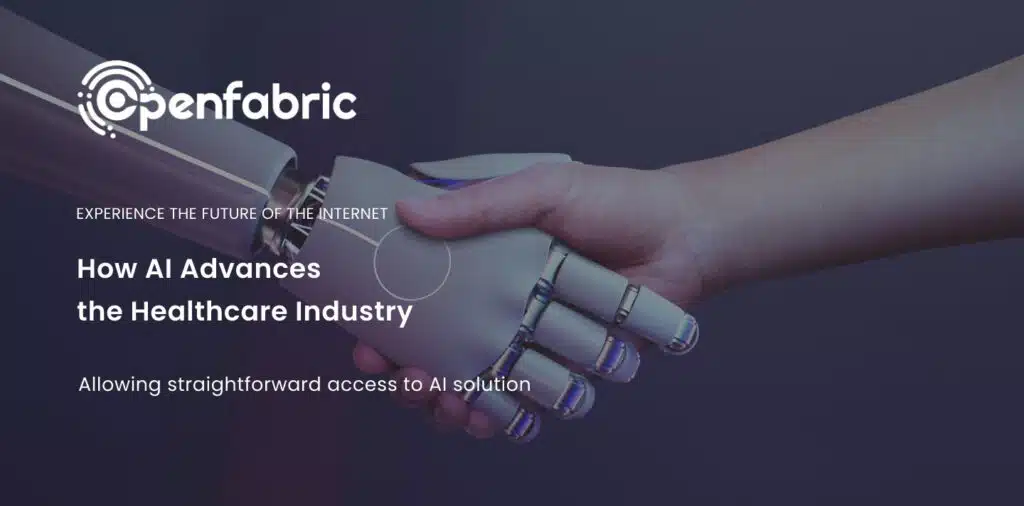 Openfabric
EXPERIENCE THE FUTURE OF THE INTERNET
How AI Advances
the Healthcare Industry
Allowing straightforward access to AI solution